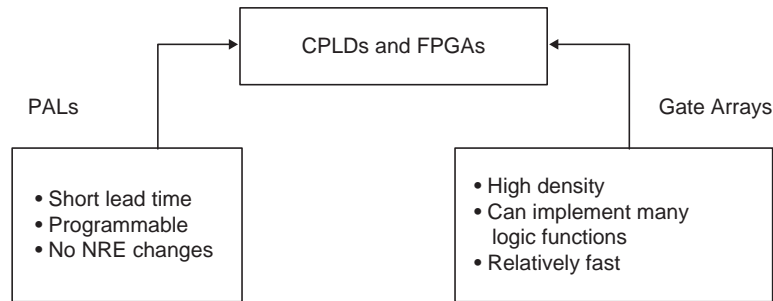 CPLDs and FPGAs
PALs
Gate Arrays
• Short lead time
• Programmable
• No NRE changes
• High density
• Can implement many
logic functions
• Relatively fast